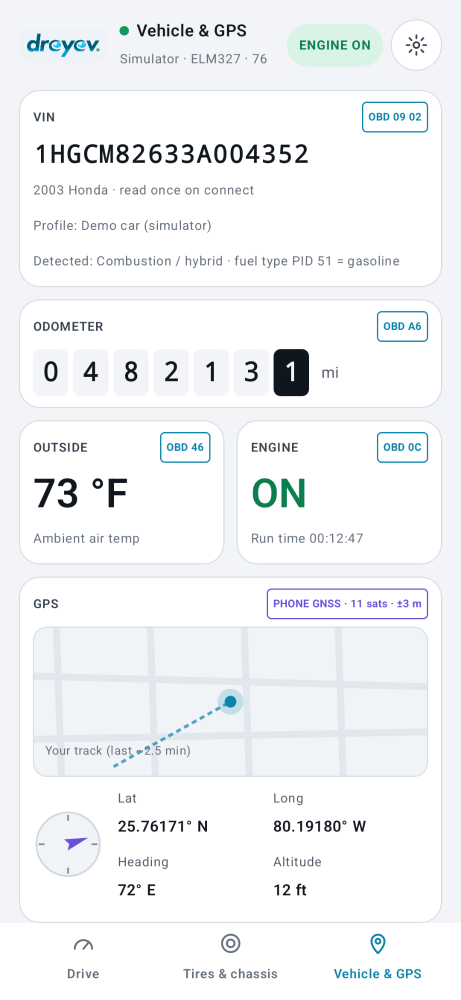 dreyev.
Vehicle & GPS
Simulator · ELM327 · 76
ENGINE ON
VIN
OBD 09 02
1HGCM82633A004352
2003 Honda · read once on connect
Profile: Demo car (simulator)
Detected: Combustion / hybrid · fuel type PID 51 = gasoline
ODOMETER
OBD A6
0 4 8 2 1 3 1 mi
OUTSIDE
OBD 46
73 °F
Ambient air temp
ENGINE
OBD 0C
ON
Run time 00:12:47
GPS
PHONE GNSS · 11 sats · ±3 m
Your track (last ~2.5 min)
Lat
Long
25.76171° N
80.19180° W
Heading
Altitude
72° E
12 ft
Drive
Tires & chassis
Vehicle & GPS